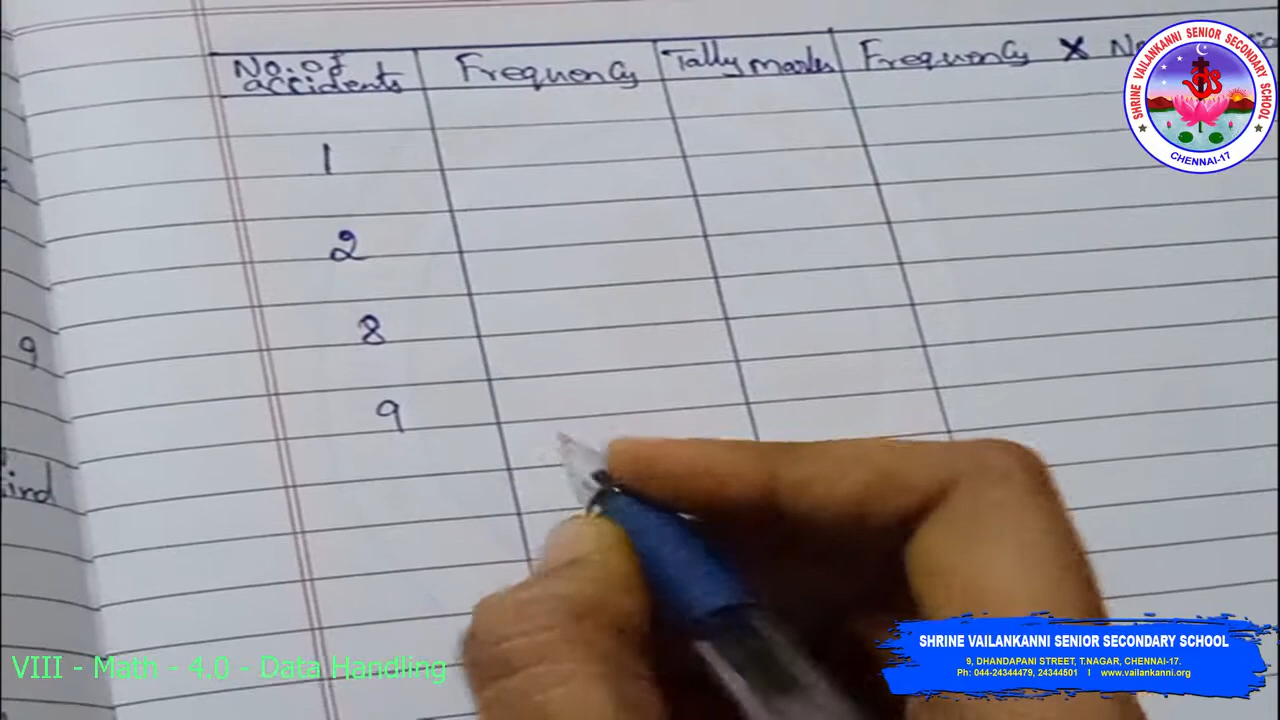 No. of accidents Frequency Tally marks Frequency X
1
2
8
9
9
ind
SHRINE VAILANKANNI SENIOR SECONDARY SCHOOL
CHENNAI-17
VIII - Math - 4.0 - Data Handling
SHRINE VAILANKANNI SENIOR SECONDARY SCHOOL
9, DHANDAPANI STREET, T.NAGAR, CHENNAI-17.
Ph: 044-24344479, 24344501 I www.vailankanni.org